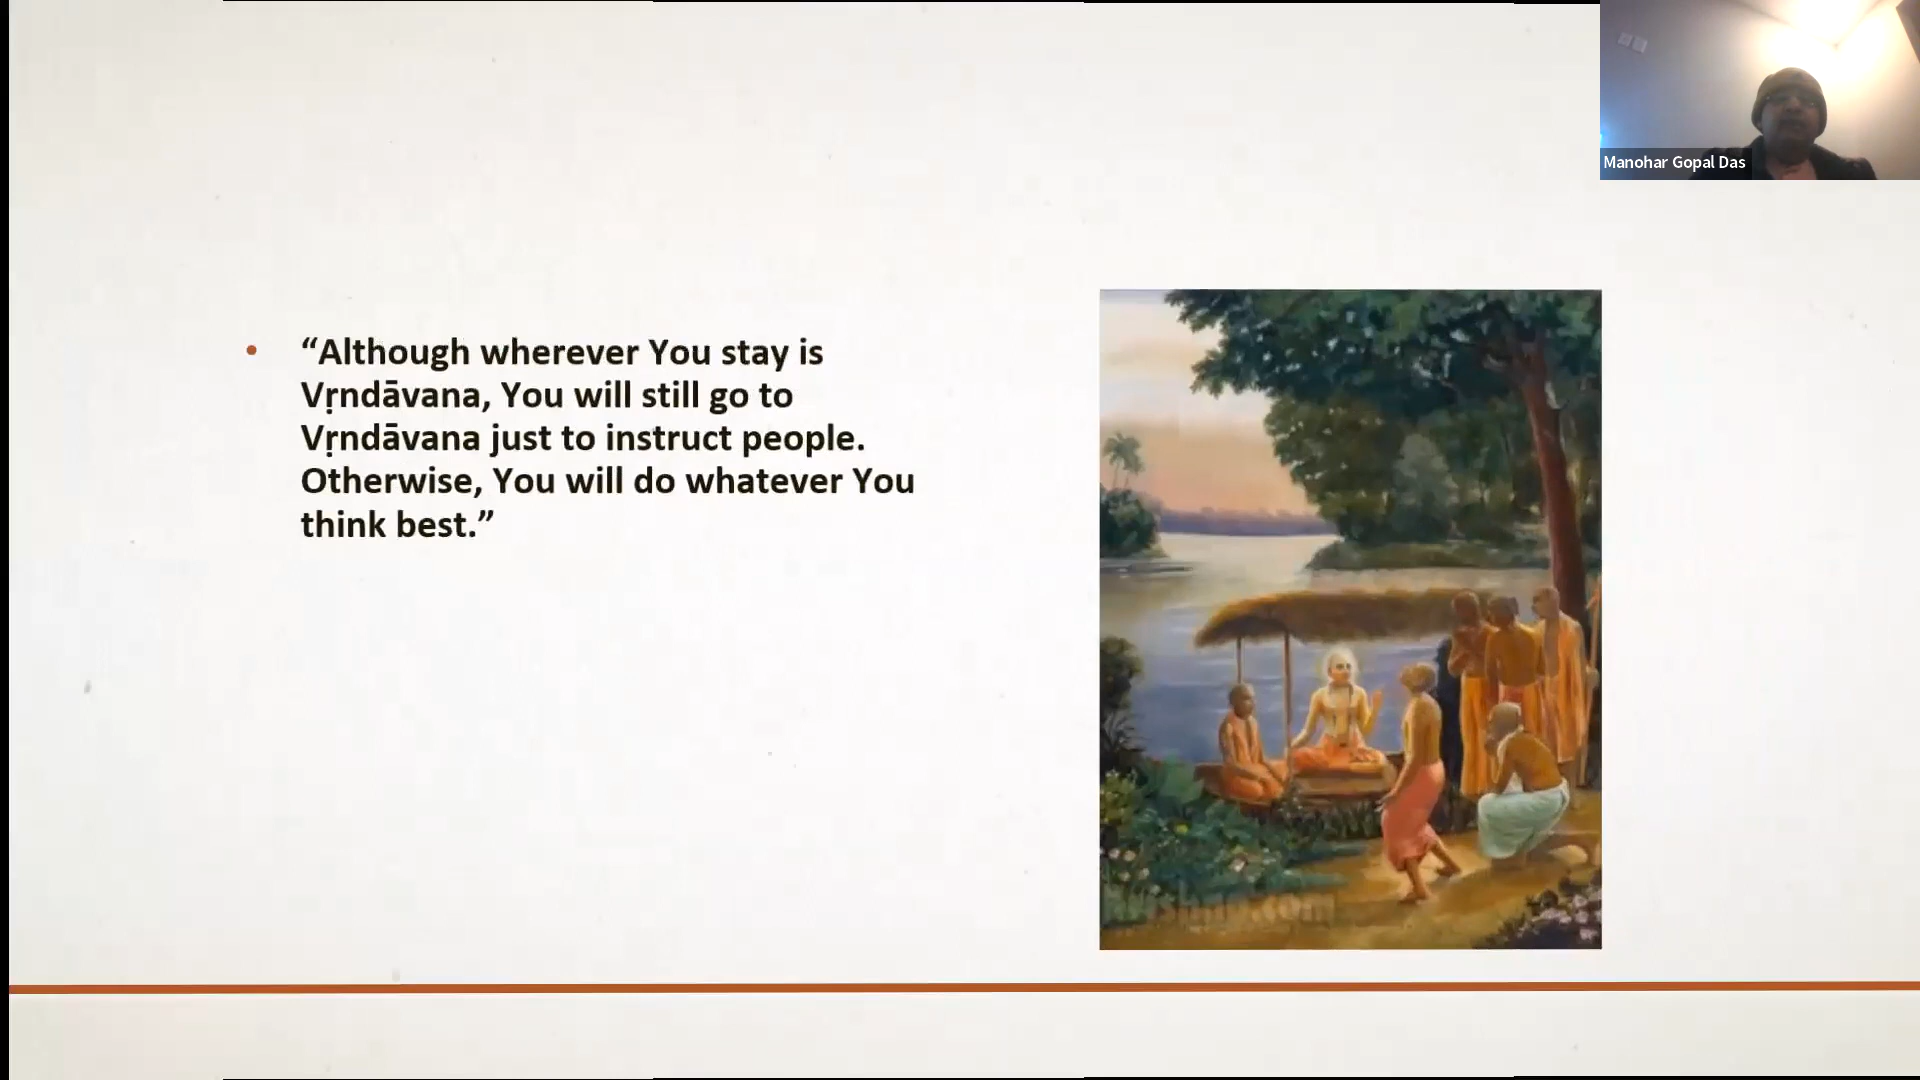 Manohar Gopal Das
“Although wherever You stay is
Vṛndāvana, You will still go to
Vṛndāvana just to instruct people.
Otherwise, You will do whatever You
think best.”